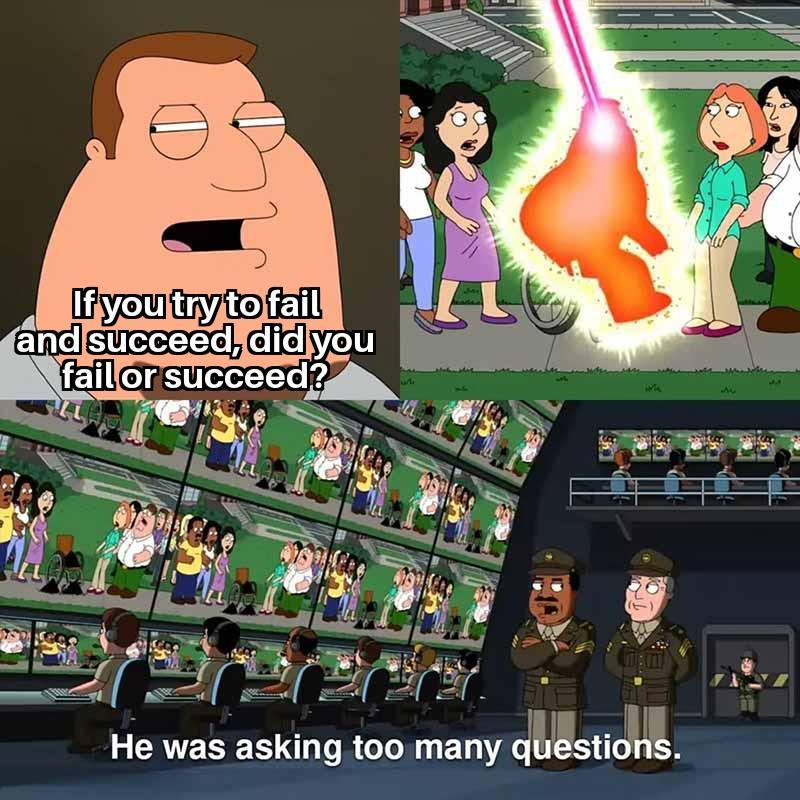 If you try to fail
and succeed, did you
fail or succeed?
He was asking too many questions.